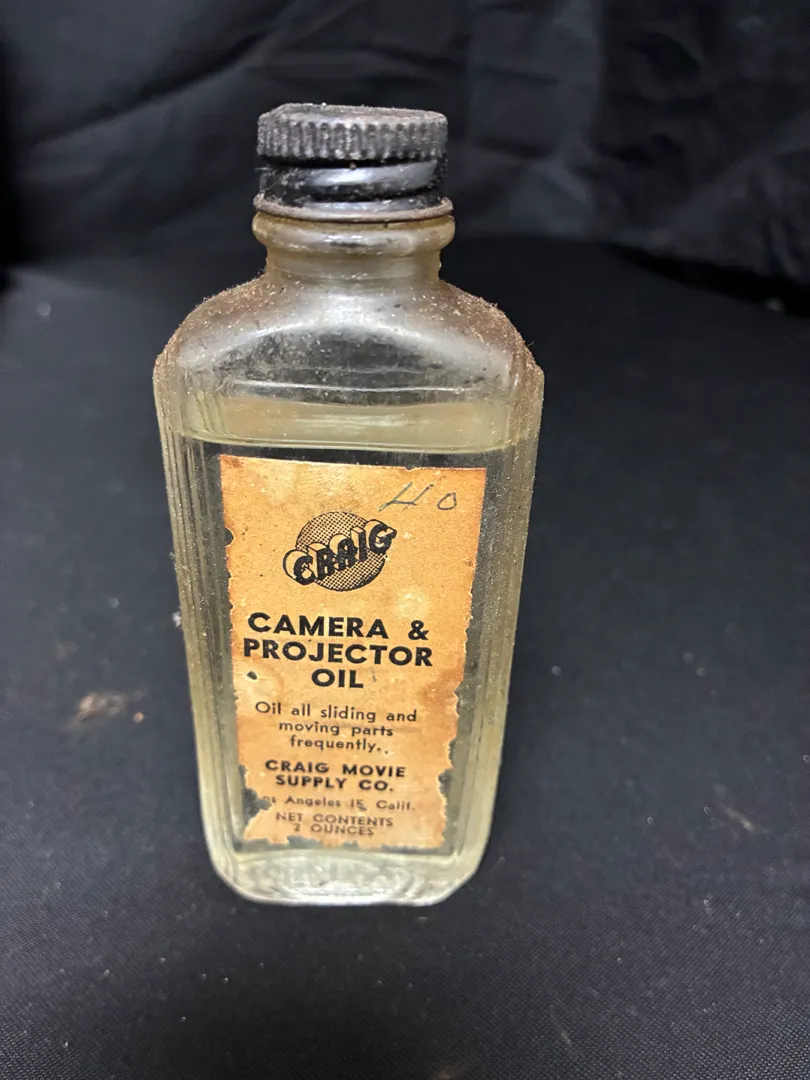 40
CRAIG
CAMERA &
PROJECTOR
OIL
Oil all sliding and
moving parts
frequently.
CRAIG MOVIE
SUPPLY CO.
Angeles 15, Calif.
NET CONTENTS
2 OUNCES